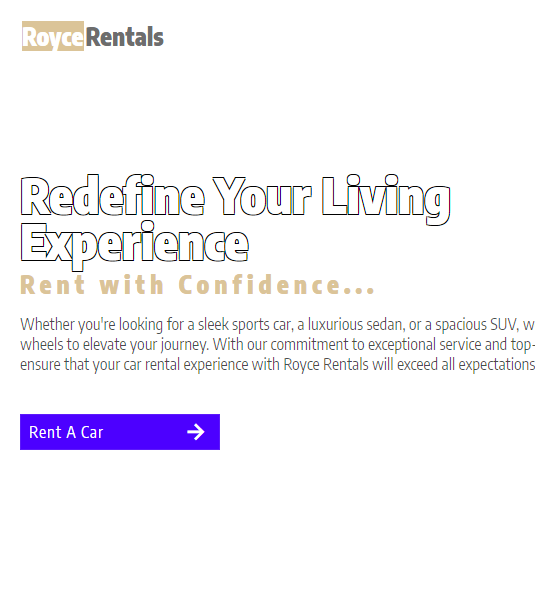 RoyceRentals
Redefine Your Living
Experience
Rent with Confidence...
Whether you're looking for a sleek sports car, a luxurious sedan, or a spacious SUV,
wheels to elevate your journey. With our commitment to exceptional service and top-
ensure that your car rental experience with Royce Rentals will exceed all expectations
Rent A Car